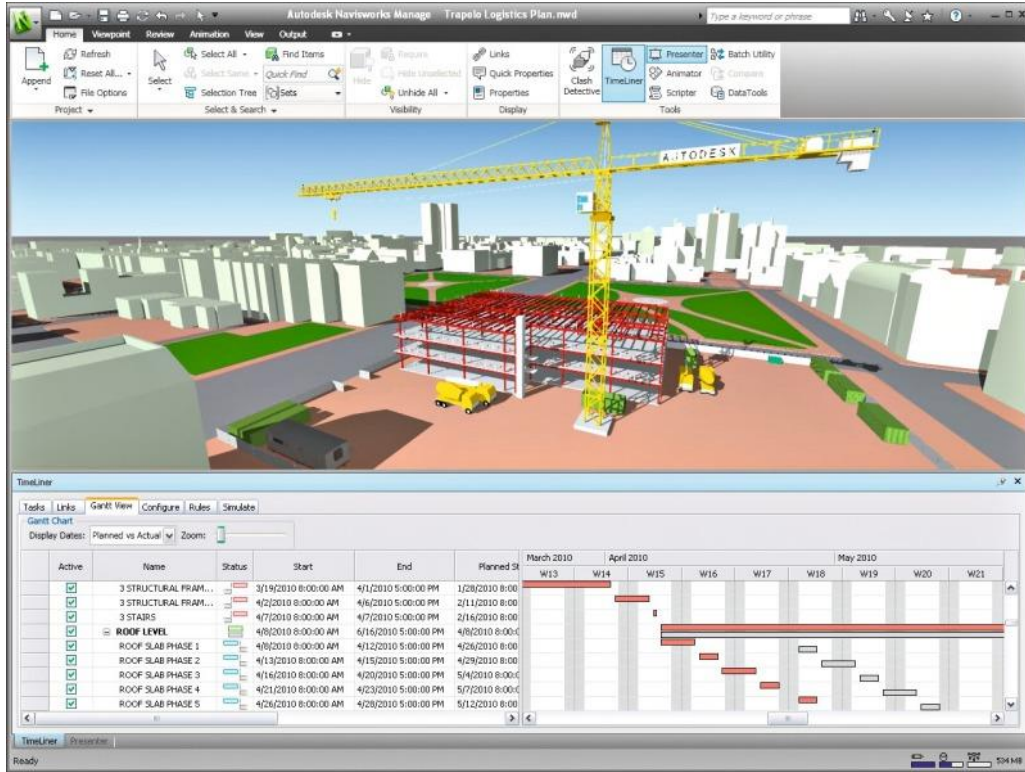 Autodesk Navisworks Manage Trapelo Logistics Plan.nwd
Type a keyword or phrase
Home Viewpoint Review Animation View Output
Append
Refresh
Reset All...
File Options
Project
Select
Select All
Select Same
Selection Tree
Find Items
Quick Find
Sets
Select & Search
Hide
Require
Hide Unselected
Unhide All
Visibility
Links
Quick Properties
Properties
Display
Clash Detective
TimeLiner
Presenter
Animator
Scripter
Batch Utility
Compare
DataTools
Tools
AUTODESK
TimeLiner
Tasks Links Gantt View Configure Rules Simulate
Gantt Chart
Display Dates: Planned vs Actual Zoom:
Active Name Status Start End Planned St
March 2010 April 2010 May 2010
W13 W14 W15 W16 W17 W18 W19 W20 W21
3 STRUCTURAL FRAM... 3/19/2010 8:00:00 AM 4/1/2010 5:00:00 PM 1/28/2010 8:00
3 STRUCTURAL FRAM... 4/2/2010 8:00:00 AM 4/6/2010 5:00:00 PM 2/11/2010 8:00
3 STAIRS 4/7/2010 8:00:00 AM 4/7/2010 5:00:00 PM 2/16/2010 8:00
ROOF LEVEL 4/8/2010 8:00:00 AM 6/16/2010 5:00:00 PM 4/8/2010 8:00:0
ROOF SLAB PHASE 1 4/8/2010 8:00:00 AM 4/12/2010 5:00:00 PM 4/26/2010 8:00
ROOF SLAB PHASE 2 4/13/2010 8:00:00 AM 4/15/2010 5:00:00 PM 4/29/2010 8:00
ROOF SLAB PHASE 3 4/16/2010 8:00:00 AM 4/20/2010 5:00:00 PM 5/4/2010 8:00:0
ROOF SLAB PHASE 4 4/21/2010 8:00:00 AM 4/23/2010 5:00:00 PM 5/7/2010 8:00:0
ROOF SLAB PHASE 5 4/26/2010 8:00:00 AM 4/28/2010 5:00:00 PM 5/12/2010 8:00
TimeLiner Presenter
Ready